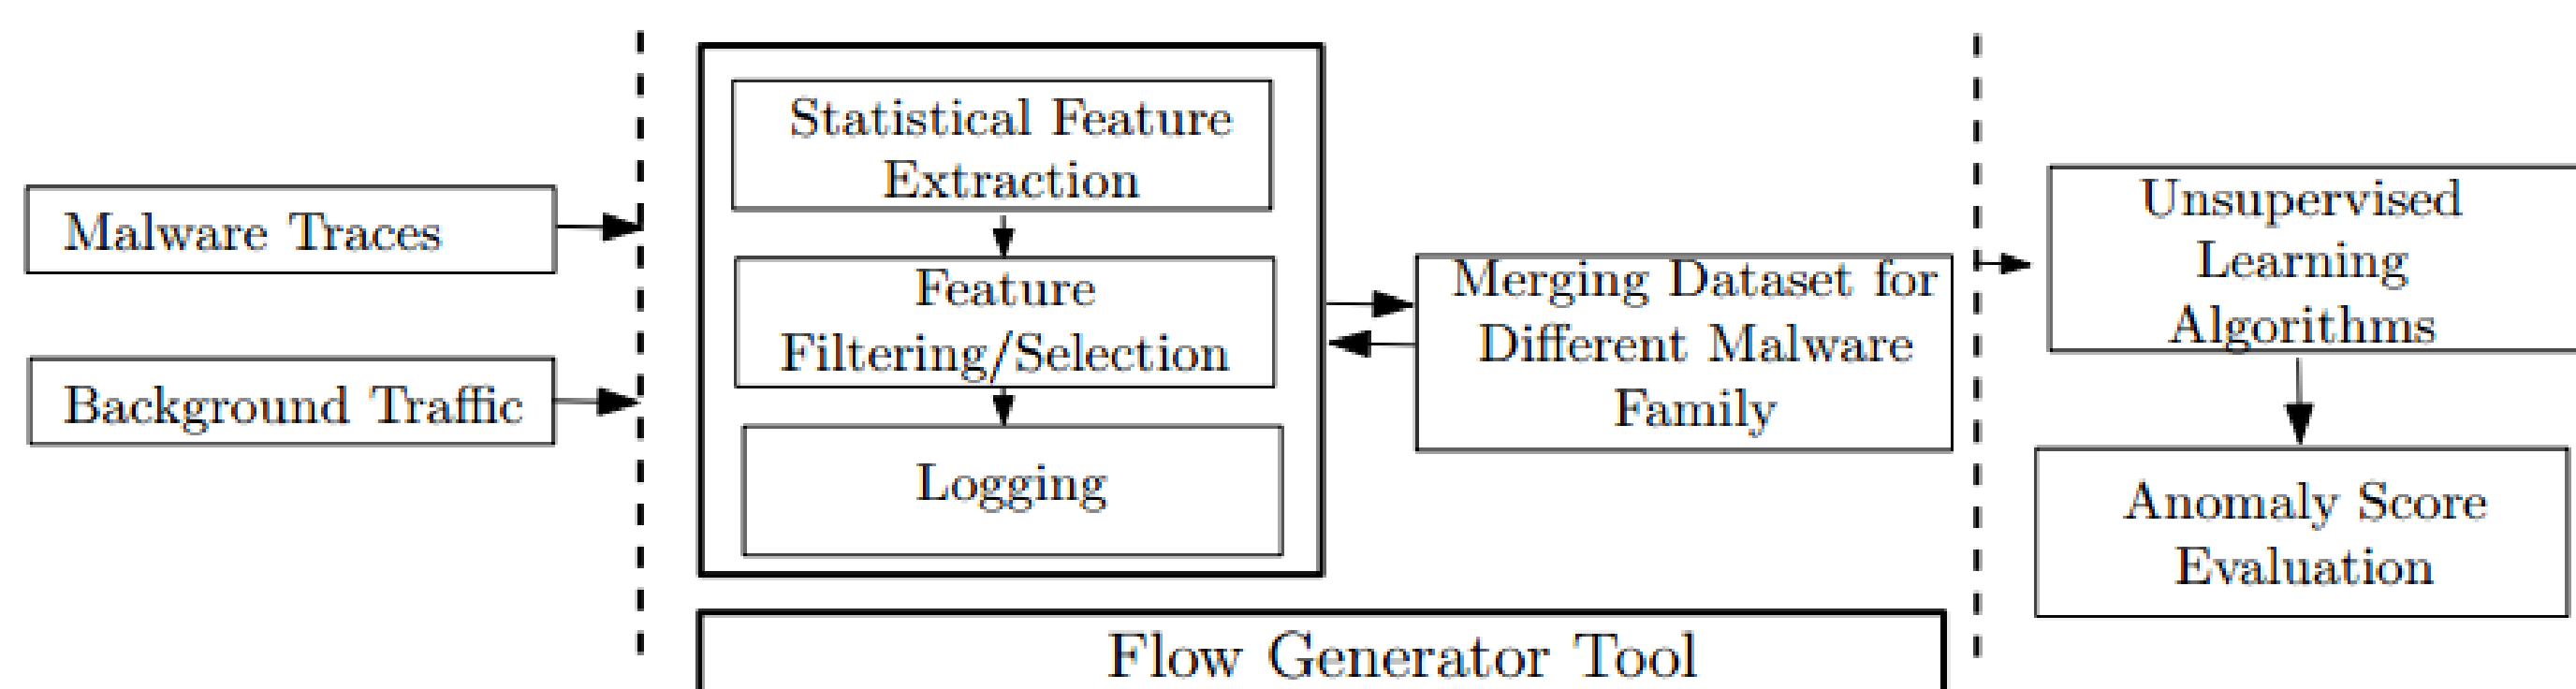 Malware Traces
Background Traffic
Statistical Feature
Extraction
Feature
Filtering/Selection
Logging
Merging Dataset for
Different Malware
Family
Flow Generator Tool
Unsupervised
Learning
Algorithms
Anomaly Score
Evaluation